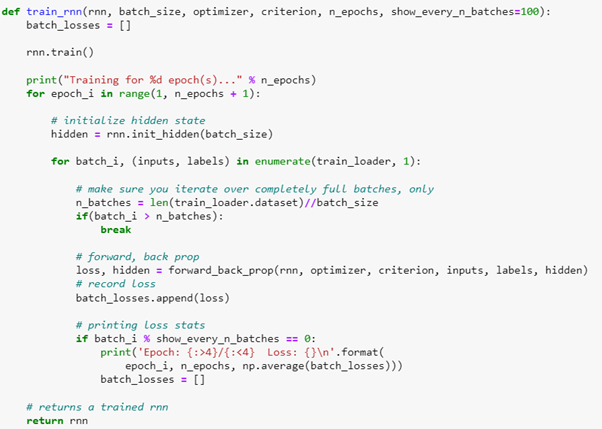 def train_rnn(rnn, batch_size, optimizer, criterion, n_epochs, show_every_n_batches=100):
    batch_losses = []

    rnn.train()

    print("Training for %d epoch(s)..." % n_epochs)
    for epoch_i in range(1, n_epochs + 1):

        # initialize hidden state
        hidden = rnn.init_hidden(batch_size)

        for batch_i, (inputs, labels) in enumerate(train_loader, 1):

            # make sure you iterate over completely full batches, only
            n_batches = len(train_loader.dataset)//batch_size
            if(batch_i > n_batches):
                break

            # forward, back prop
            loss, hidden = forward_back_prop(rnn, optimizer, criterion, inputs, labels, hidden)
            # record loss
            batch_losses.append(loss)

            # printing loss stats
            if batch_i % show_every_n_batches == 0:
                print('Epoch: {:>4}/{:<4}  Loss: {}\n'.format(
                    epoch_i, n_epochs, np.average(batch_losses)))
                batch_losses = []

    # returns a trained rnn
    return rnn